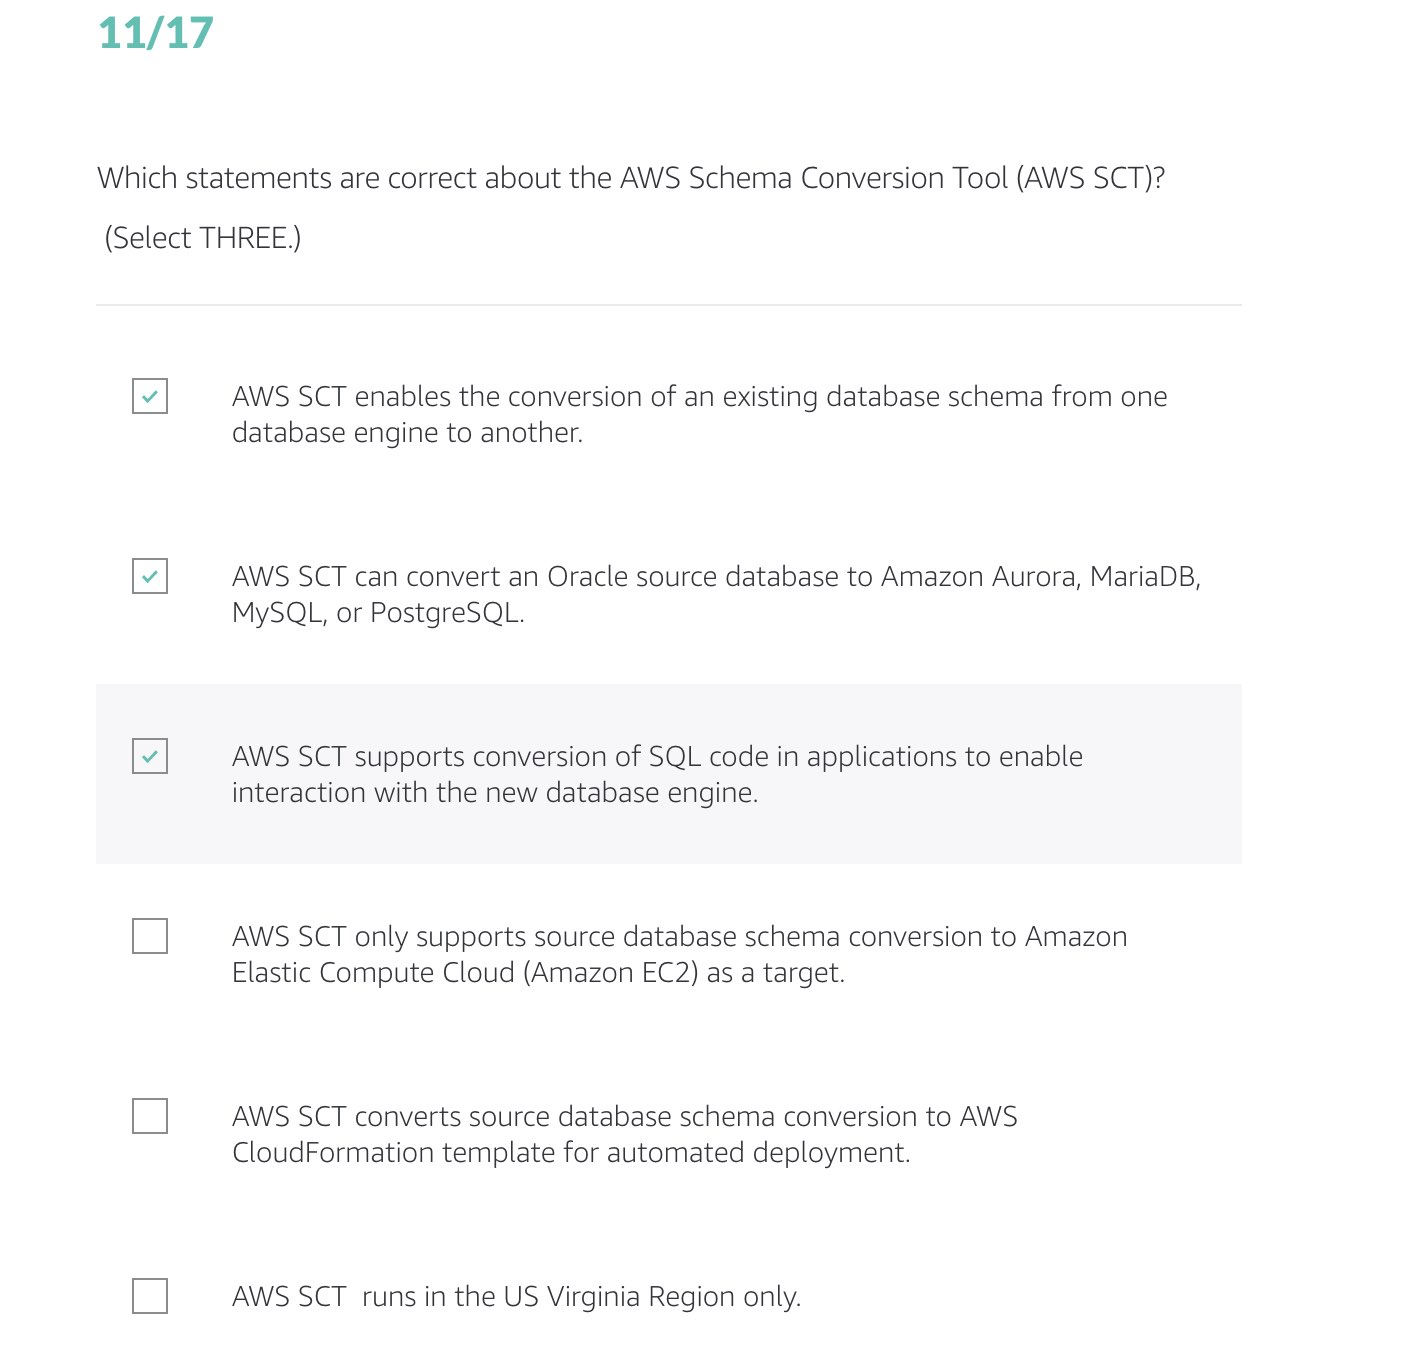 11/17
Which statements are correct about the AWS Schema Conversion Tool (AWS SCT)?
(Select THREE.)
AWS SCT enables the conversion of an existing database schema from one
database engine to another.
AWS SCT can convert an Oracle source database to Amazon Aurora, MariaDB,
MySQL, or PostgreSQL.
AWS SCT supports conversion of SQL code in applications to enable
interaction with the new database engine.
AWS SCT only supports source database schema conversion to Amazon
Elastic Compute Cloud (Amazon EC2) as a target.
AWS SCT converts source database schema conversion to AWS
CloudFormation template for automated deployment.
AWS SCT  runs in the US Virginia Region only.